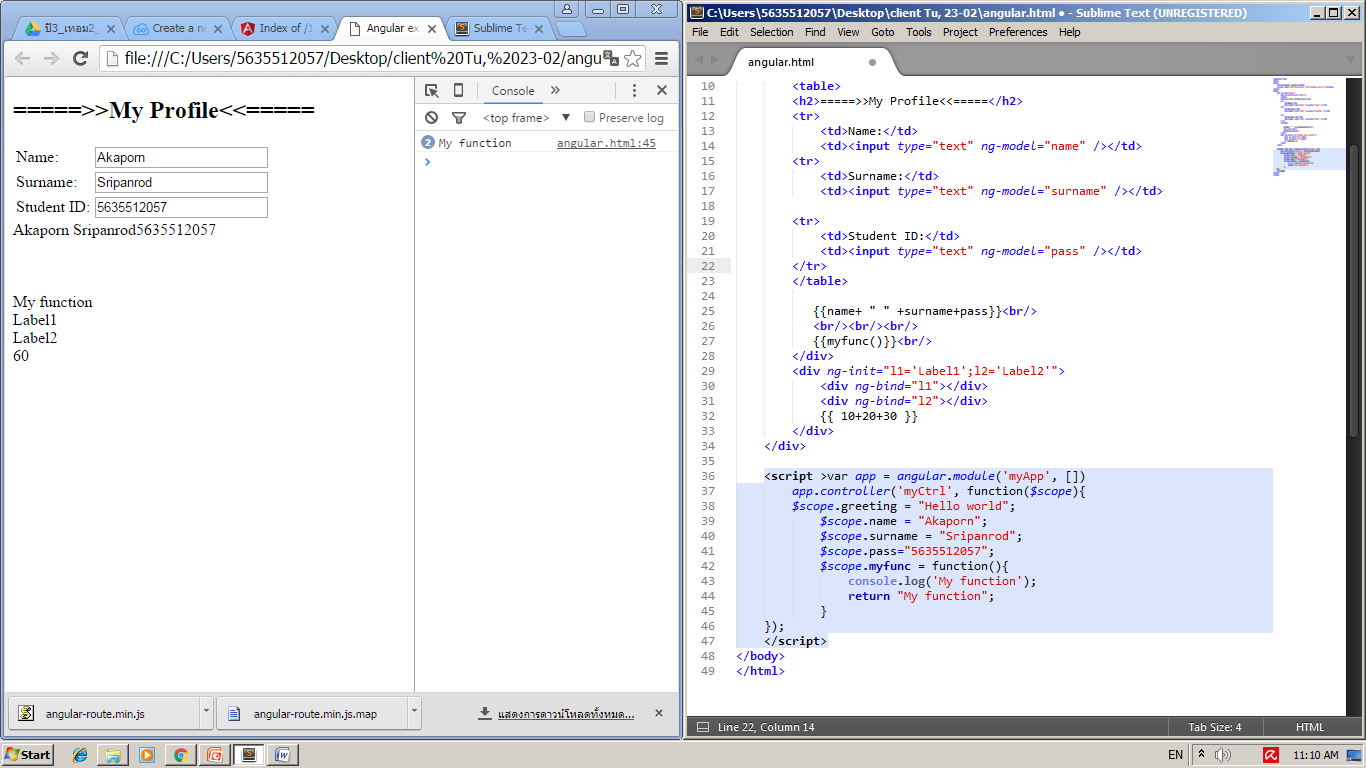 ปี3_เทอม2_
Create a ne
Index of /1
Angular exa
Sublime Te
file:///C:/Users/5635512057/Desktop/client%20Tu,%2023-02/angu
=====>>My Profile<<=====
Name: Akaporn
Surname: Sripanrod
Student ID: 5635512057
Akaporn Sripanrod5635512057
My function
Label1
Label2
60
Console »
<top frame> ▼ Preserve log
2 My function angular.html:45
>
angular-route.min.js
angular-route.min.js.map
แสดงการดาวน์โหลดทั้งหมด...
C:\Users\5635512057\Desktop\client Tu, 23-02\angular.html • - Sublime Text (UNREGISTERED)
File Edit Selection Find View Goto Tools Project Preferences Help
angular.html
10 <table>
11 <h2>=====>>My Profile<<=====</h2>
12 <tr>
13 <td>Name:</td>
14 <td><input type="text" ng-model="name" /></td>
15 <tr>
16 <td>Surname:</td>
17 <td><input type="text" ng-model="surname" /></td>
18
19 <tr>
20 <td>Student ID:</td>
21 <td><input type="text" ng-model="pass" /></td>
22 </tr>
23 </table>
24
25 {{name+ " " +surname+pass}}<br/>
26 <br/><br/><br/>
27 {{myfunc()}}<br/>
28 </div>
29 <div ng-init="l1='Label1';l2='Label2'">
30 <div ng-bind="l1"></div>
31 <div ng-bind="l2"></div>
32 {{ 10+20+30 }}
33 </div>
34 </div>
35
36 <script >var app = angular.module('myApp', [])
37 app.controller('myCtrl', function($scope){
38 $scope.greeting = "Hello world";
39 $scope.name = "Akaporn";
40 $scope.surname = "Sripanrod";
41 $scope.pass="5635512057";
42 $scope.myfunc = function(){
43 console.log('My function');
44 return "My function";
45 }
46 });
47 </script>
48 </body>
49 </html>
Line 22, Column 14 Tab Size: 4 HTML
Start EN 11:10 AM